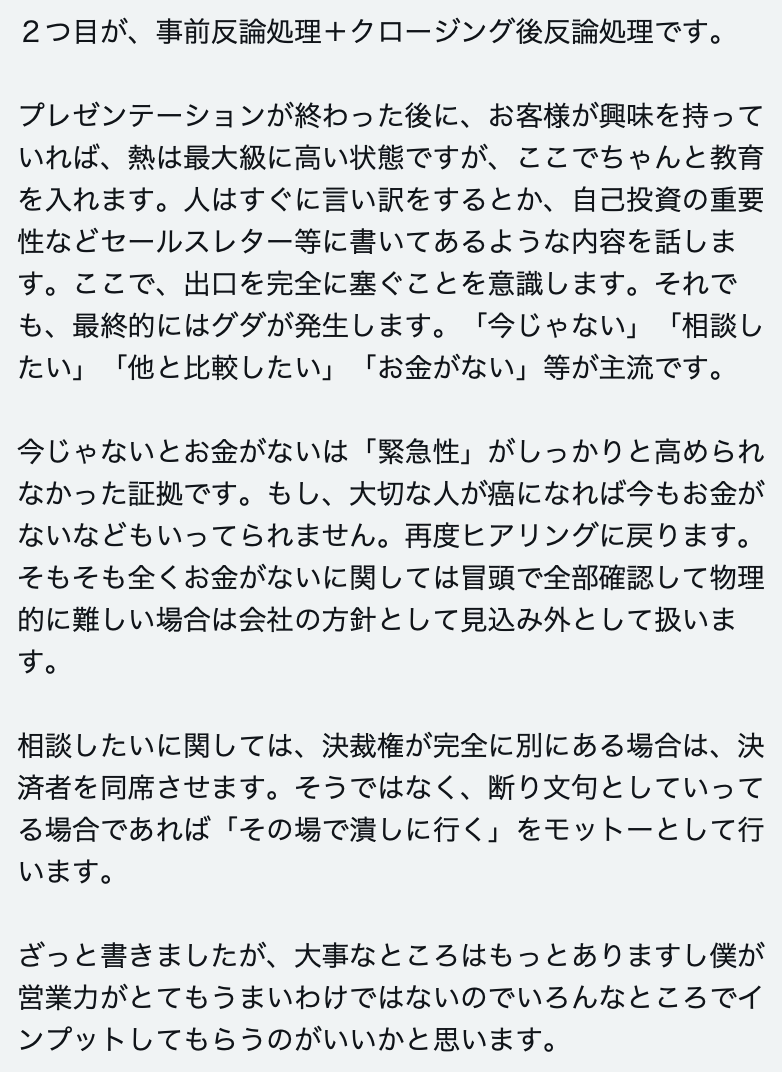 ２つ目が、事前反論処理＋クロージング後反論処理です。
プレゼンテーションが終わった後に、お客様が興味を持って
いれば、熱は最大級に高い状態ですが、ここでちゃんと教育
を入れます。人はすぐに言い訳をするとか、自己投資の重要
性などセールスレター等に書いてあるような内容を話しま
す。ここで、出口を完全に塞ぐことを意識します。それで
も、最終的にはグダが発生します。「今じゃない」「相談し
たい」「他と比較したい」「お金がない」等が主流です。
今じゃないとお金がないは「緊急性」がしっかりと高められ
なかった証拠です。もし、大切な人が癌になれば今もお金が
ないなどもいってられません。再度ヒアリングに戻ります。
そもそも全くお金がないに関しては冒頭で全部確認して物理
的に難しい場合は会社の方針として見込み外として扱いま
す。
相談したいに関しては、決裁権が完全に別にある場合は、決
済者を同席させます。そうではなく、断り文句としていって
る場合であれば「その場で潰しに行く」をモットーとして行
います。
ざっと書きましたが、大事なところはもっとありますし僕が
営業力がとてもうまいわけではないのでいろんなところでイ
ンプットしてもらうのがいいかと思います。